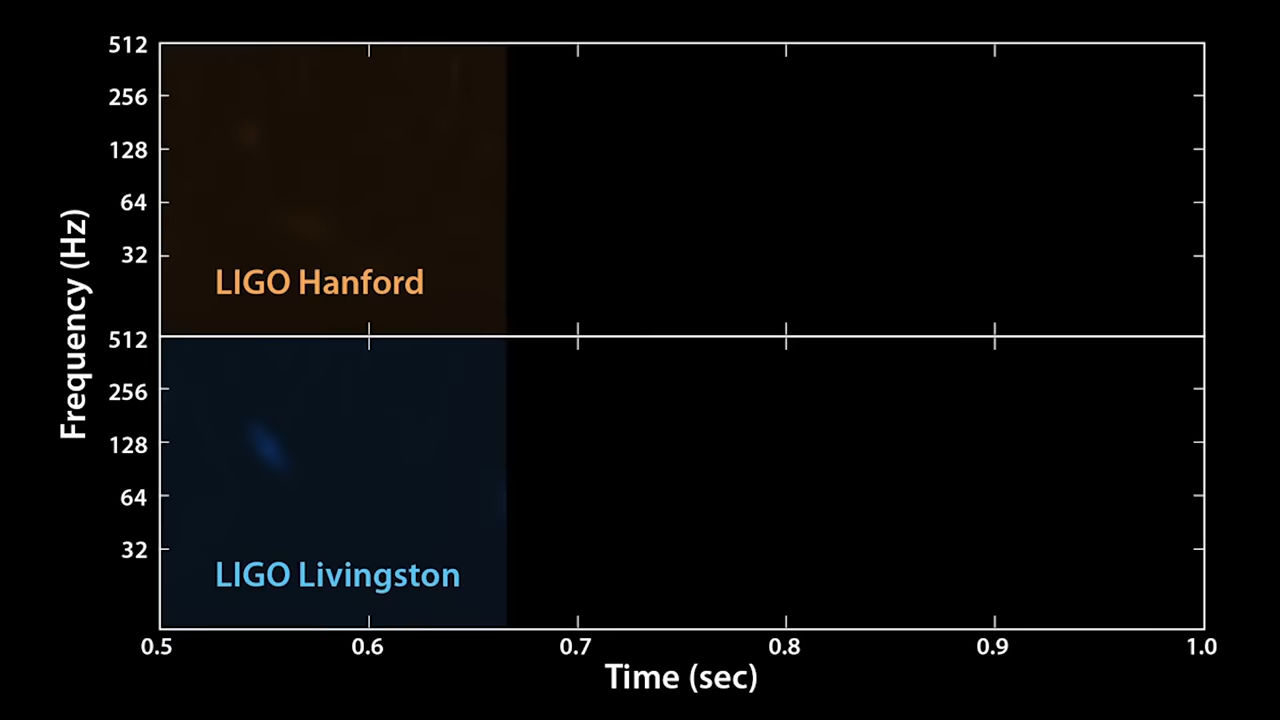 512
256
128
64
32
LIGO Hanford
512
256
128
64
32
LIGO Livingston
Frequency (Hz)
0.5 0.6 0.7 0.8 0.9 1.0
Time (sec)